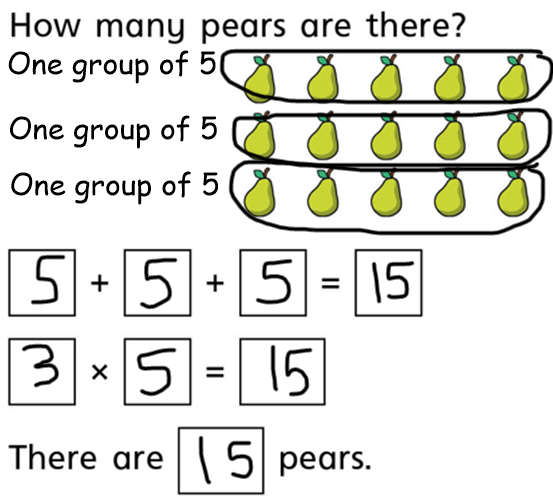 How many pears are there?
One group of 5
One group of 5
One group of 5
5 + 5 + 5 = 15
3 × 5 = 15
There are 15 pears.